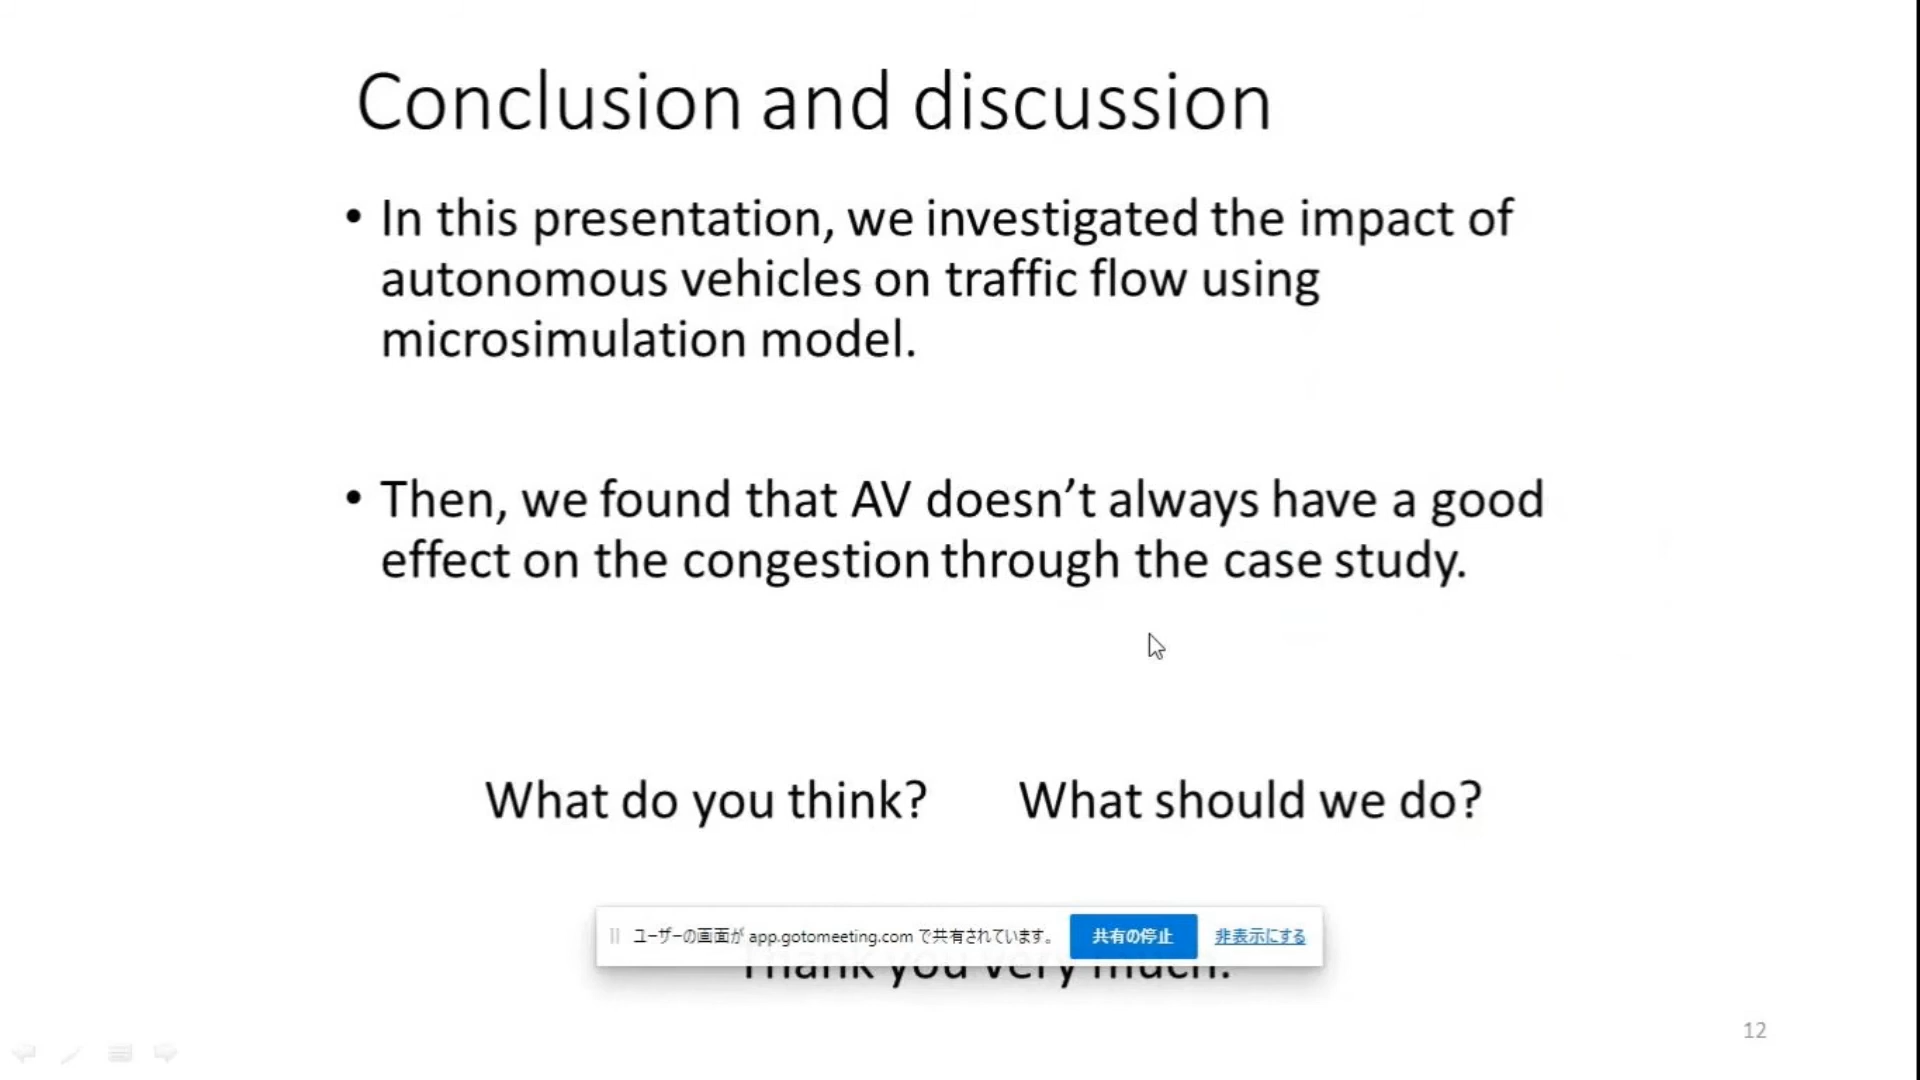 Conclusion and discussion
• In this presentation, we investigated the impact of
autonomous vehicles on traffic flow using
microsimulation model.
• Then, we found that AV doesn’t always have a good
effect on the congestion through the case study.
What do you think? What should we do?
ユーザーの画面が app.gotomeeting.com で共有されています。 共有の停止 非表示にする
Thank you very much.
12